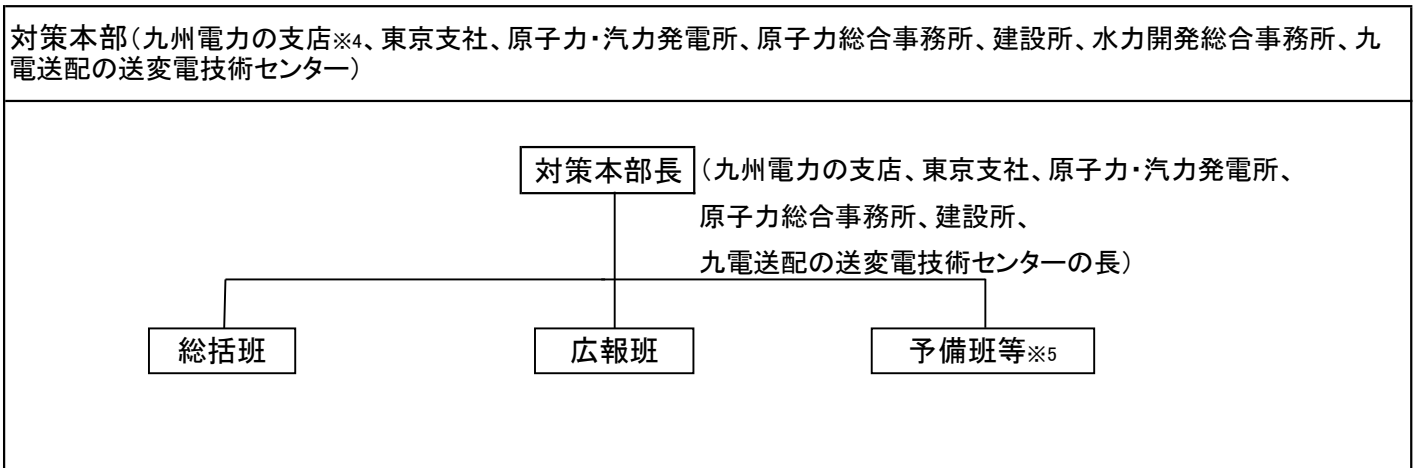 対策本部（九州電力の支店※4、東京支社、原子力・汽力発電所、原子力総合事務所、建設所、水力開発総合事務所、九
電送配の送変電技術センター）
対策本部長（九州電力の支店、東京支社、原子力・汽力発電所、
原子力総合事務所、建設所、
九電送配の送変電技術センターの長）
総括班
広報班
予備班等※5